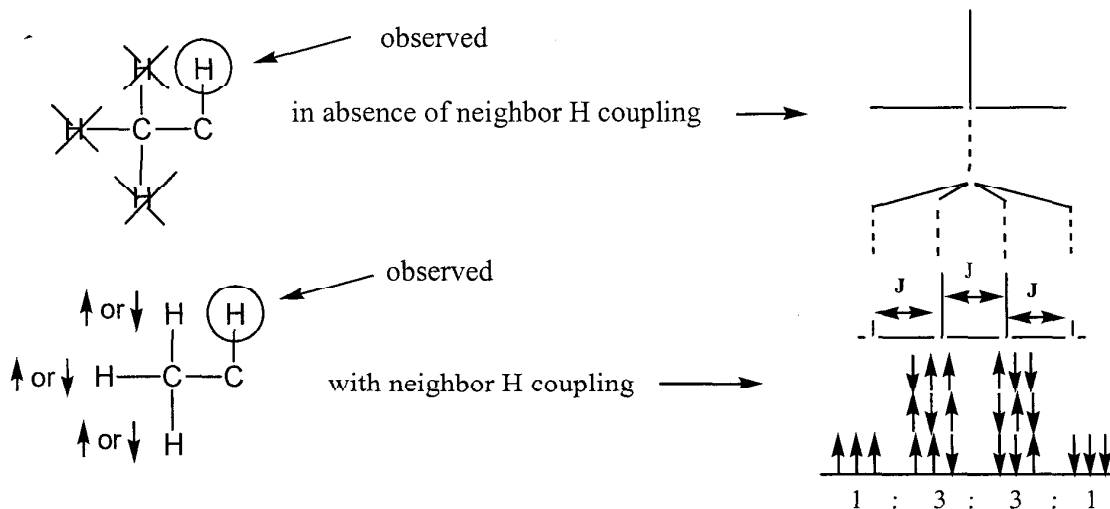 observed
H H
H C C
H
in absence of neighbor H coupling
observed
↑ or ↓ H H
↑ or ↓ H C C
↑ or ↓ H
with neighbor H coupling
J J J
1 : 3 : 3 : 1